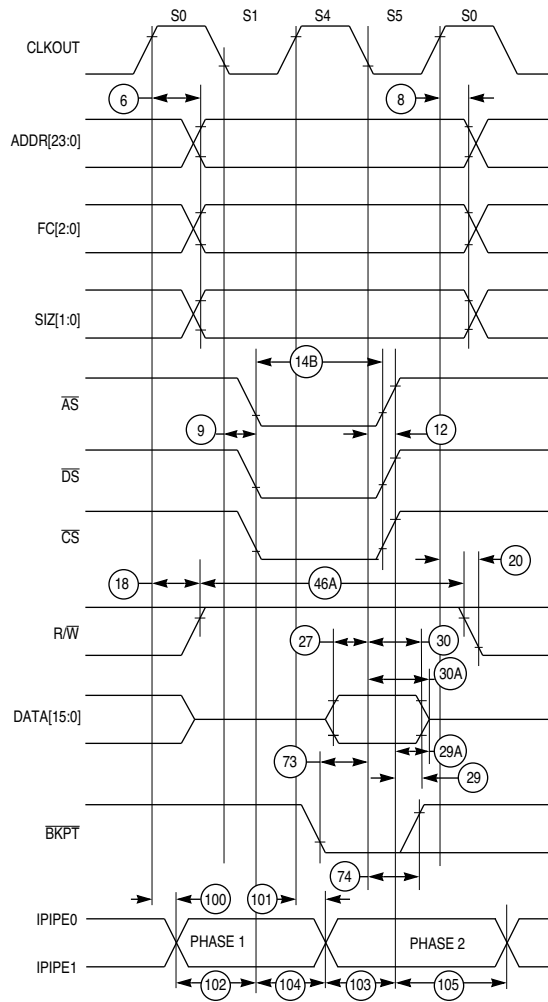 S0 S1 S4 S5 S0
CLKOUT
6 8
ADDR[23:0]
FC[2:0]
SIZ[1:0]
14B
AS
9 12
DS
CS
20
18 46A
R/W
27 30
30A
DATA[15:0]
29A
73 29
BKPT
74
100 101
IPIPE0
PHASE 1 PHASE 2
IPIPE1
102 104 103 105